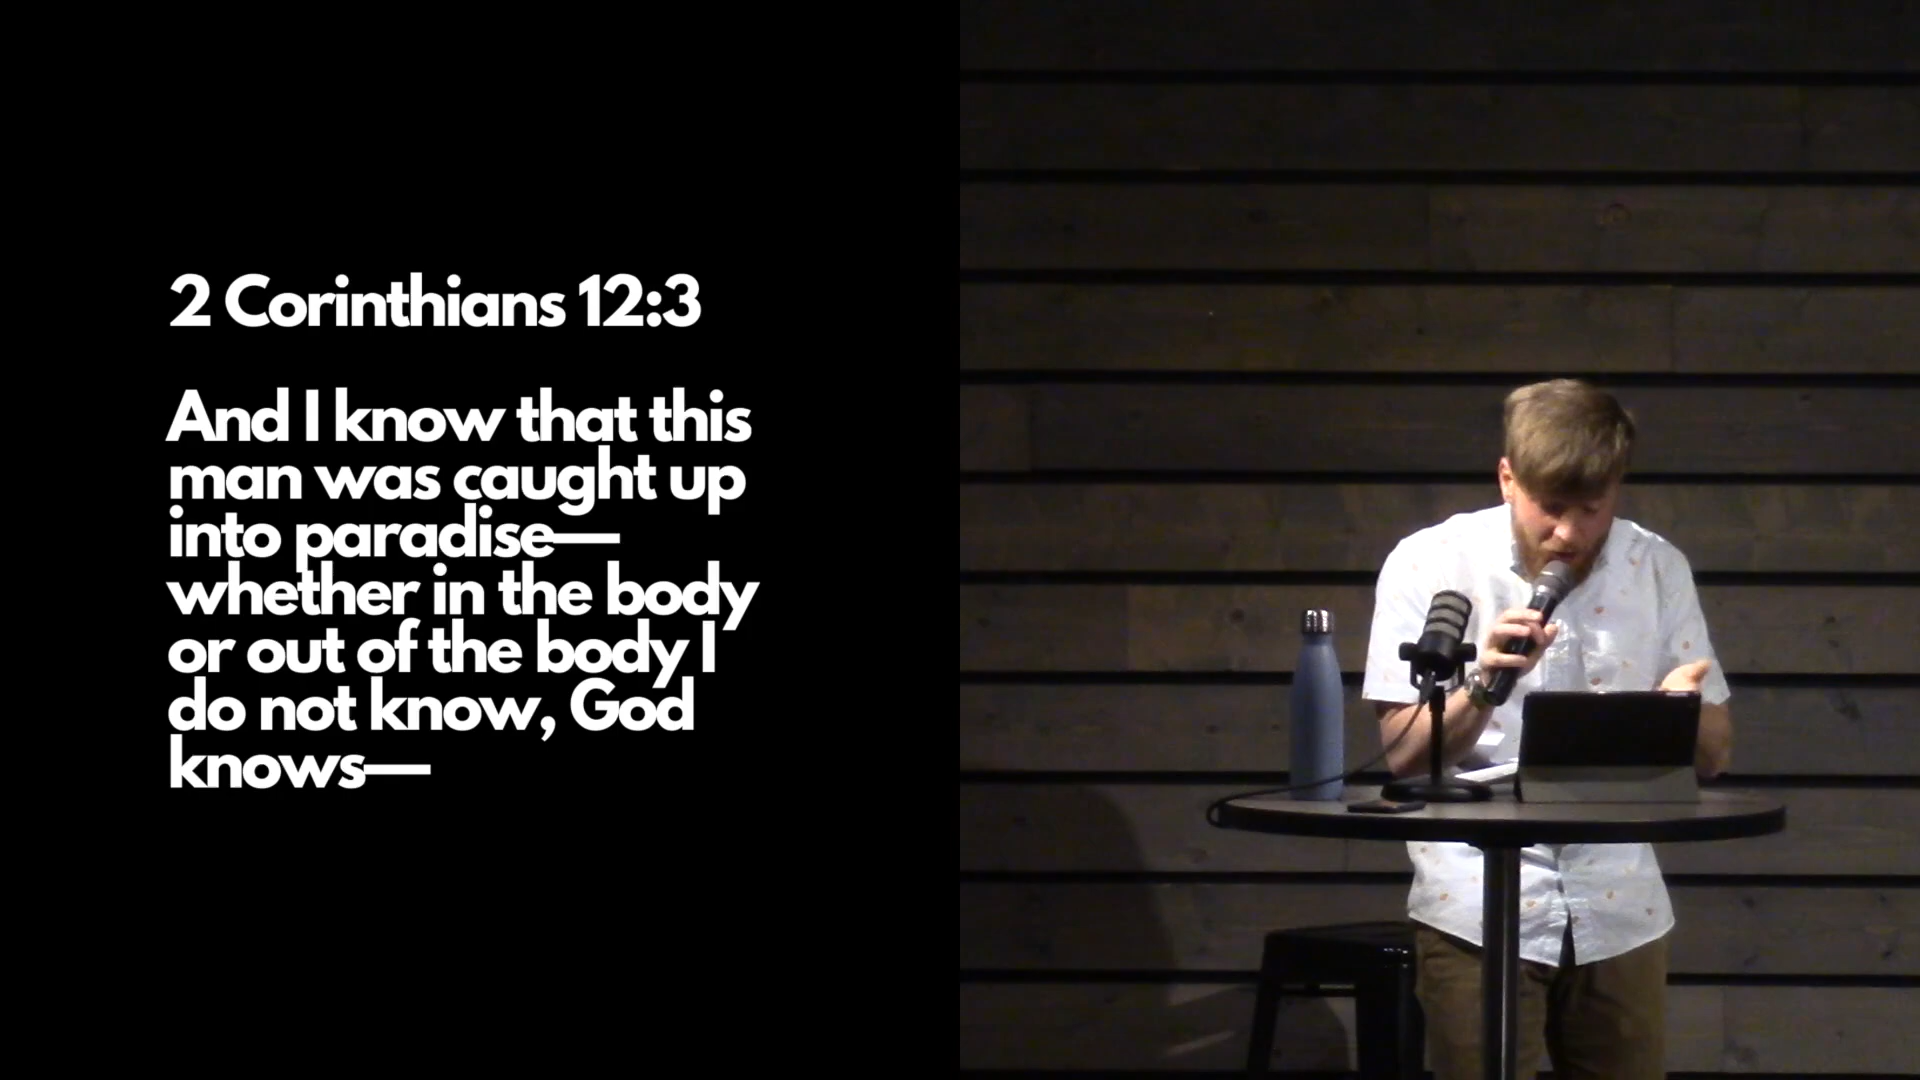 2 Corinthians 12:3
And I know that this
man was caught up
into paradise—
whether in the body
or out of the body I
do not know, God
knows—